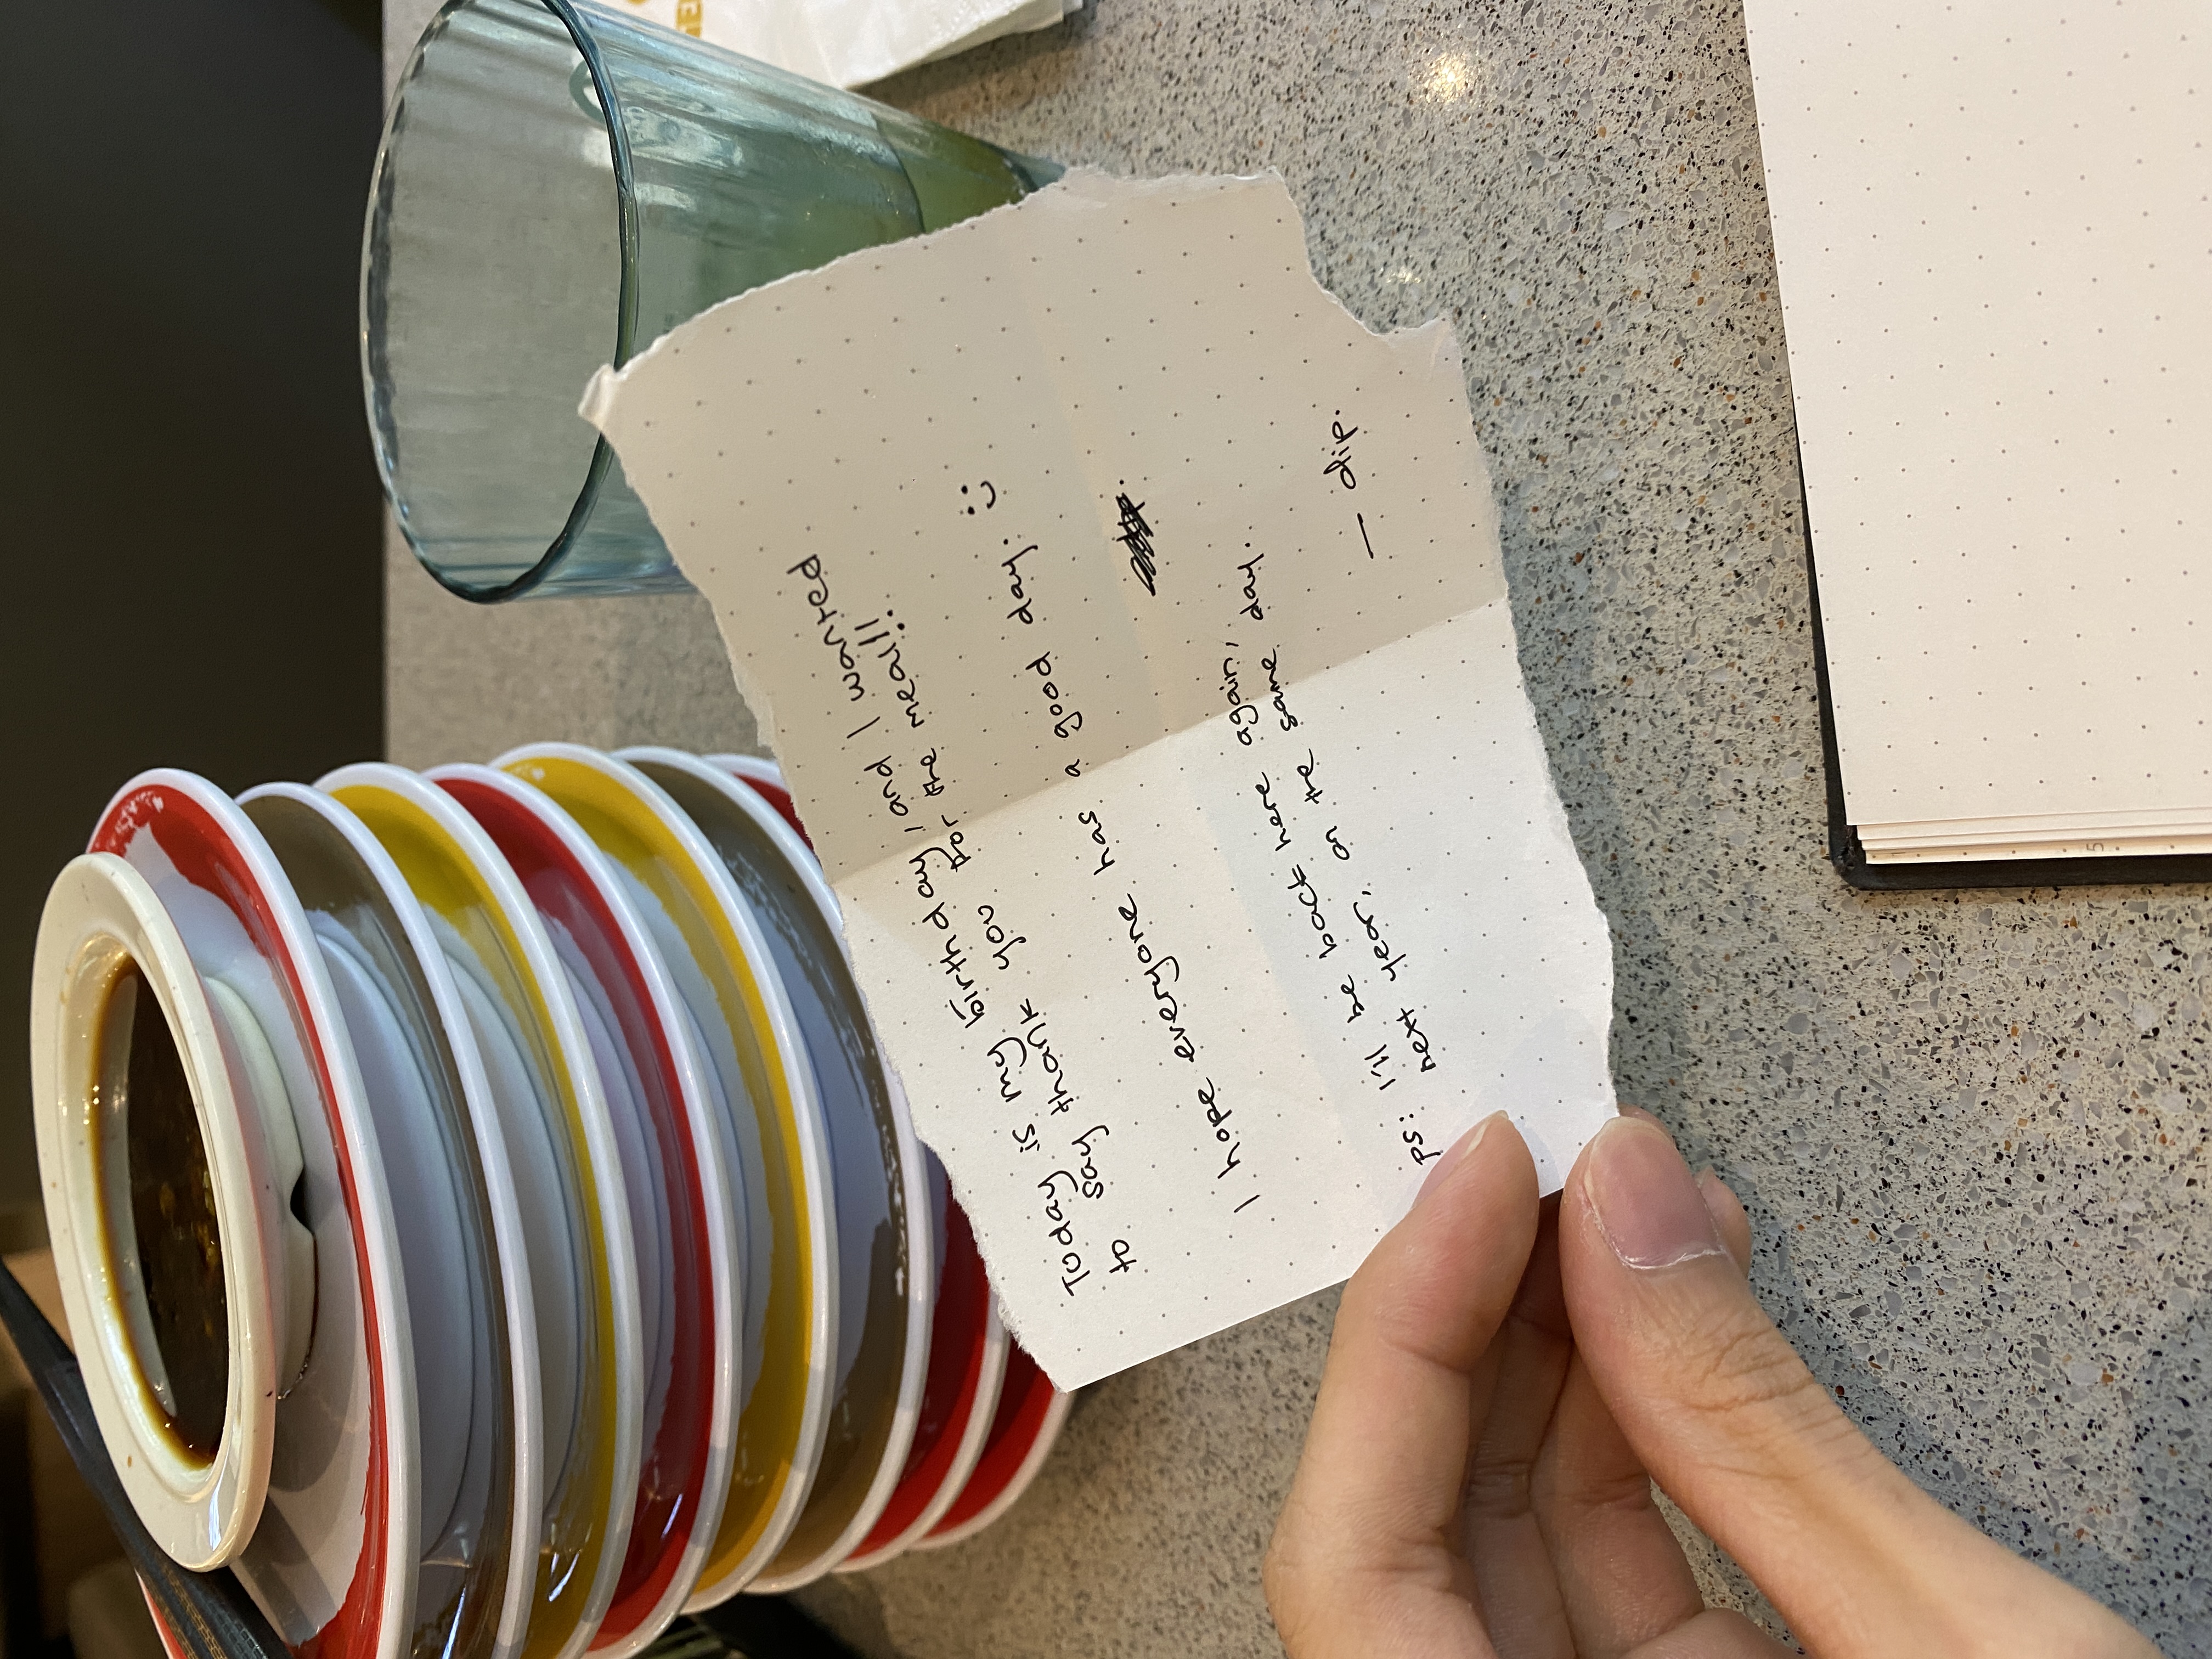 Today is my birthday, and I wanted
to say thank you for the meal!!
I hope everyone has a good day. :)
ps: I'll be back here again,
next year, on the same day.
— dip.
5